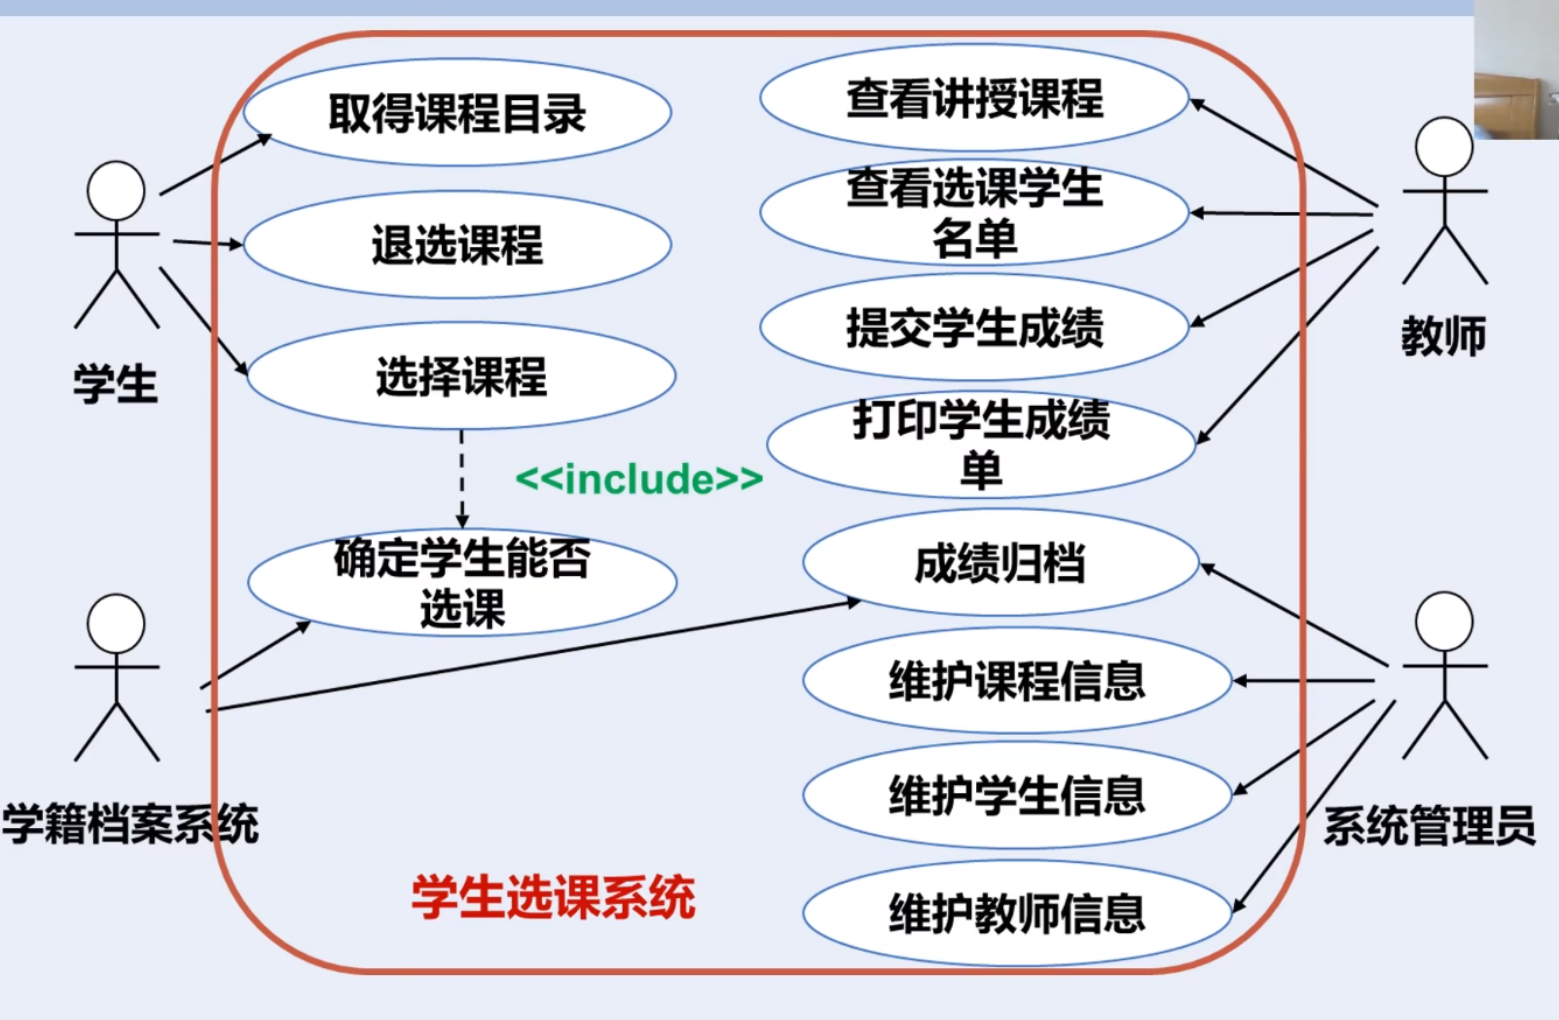 取得课程目录
退选课程
选择课程
<<include>>
确定学生能否
选课
学生
学籍档案系统
学生选课系统
查看讲授课程
查看选课学生
名单
提交学生成绩
打印学生成绩
单
成绩归档
维护课程信息
维护学生信息
维护教师信息
教师
系统管理员